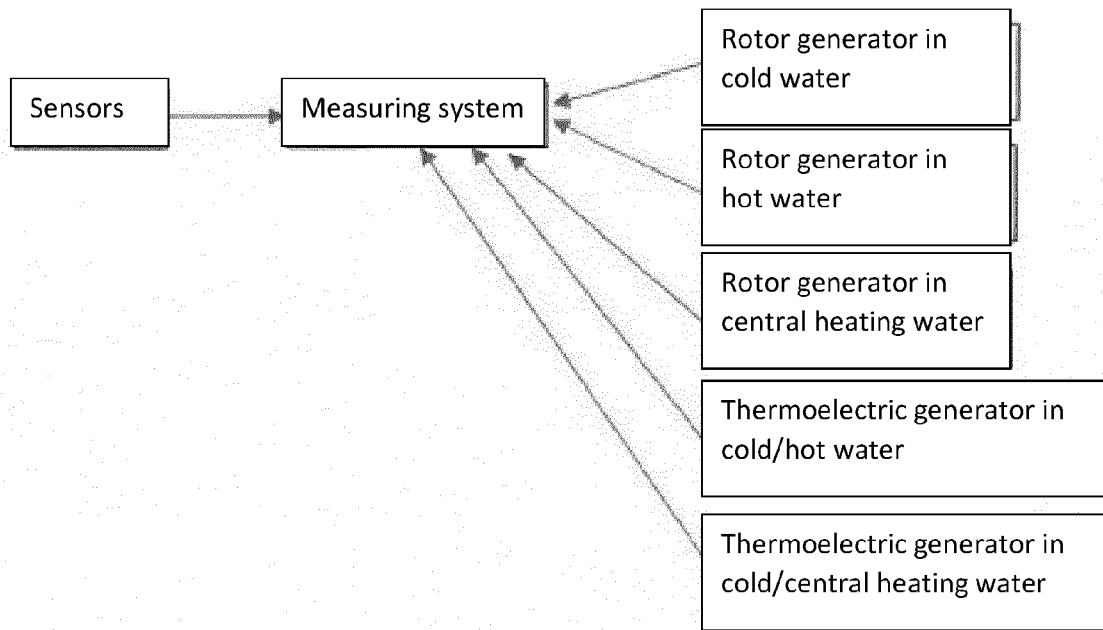 Sensors
Measuring system
Rotor generator in
cold water
Rotor generator in
hot water
Rotor generator in
central heating water
Thermoelectric generator in
cold/hot water
Thermoelectric generator in
cold/central heating water